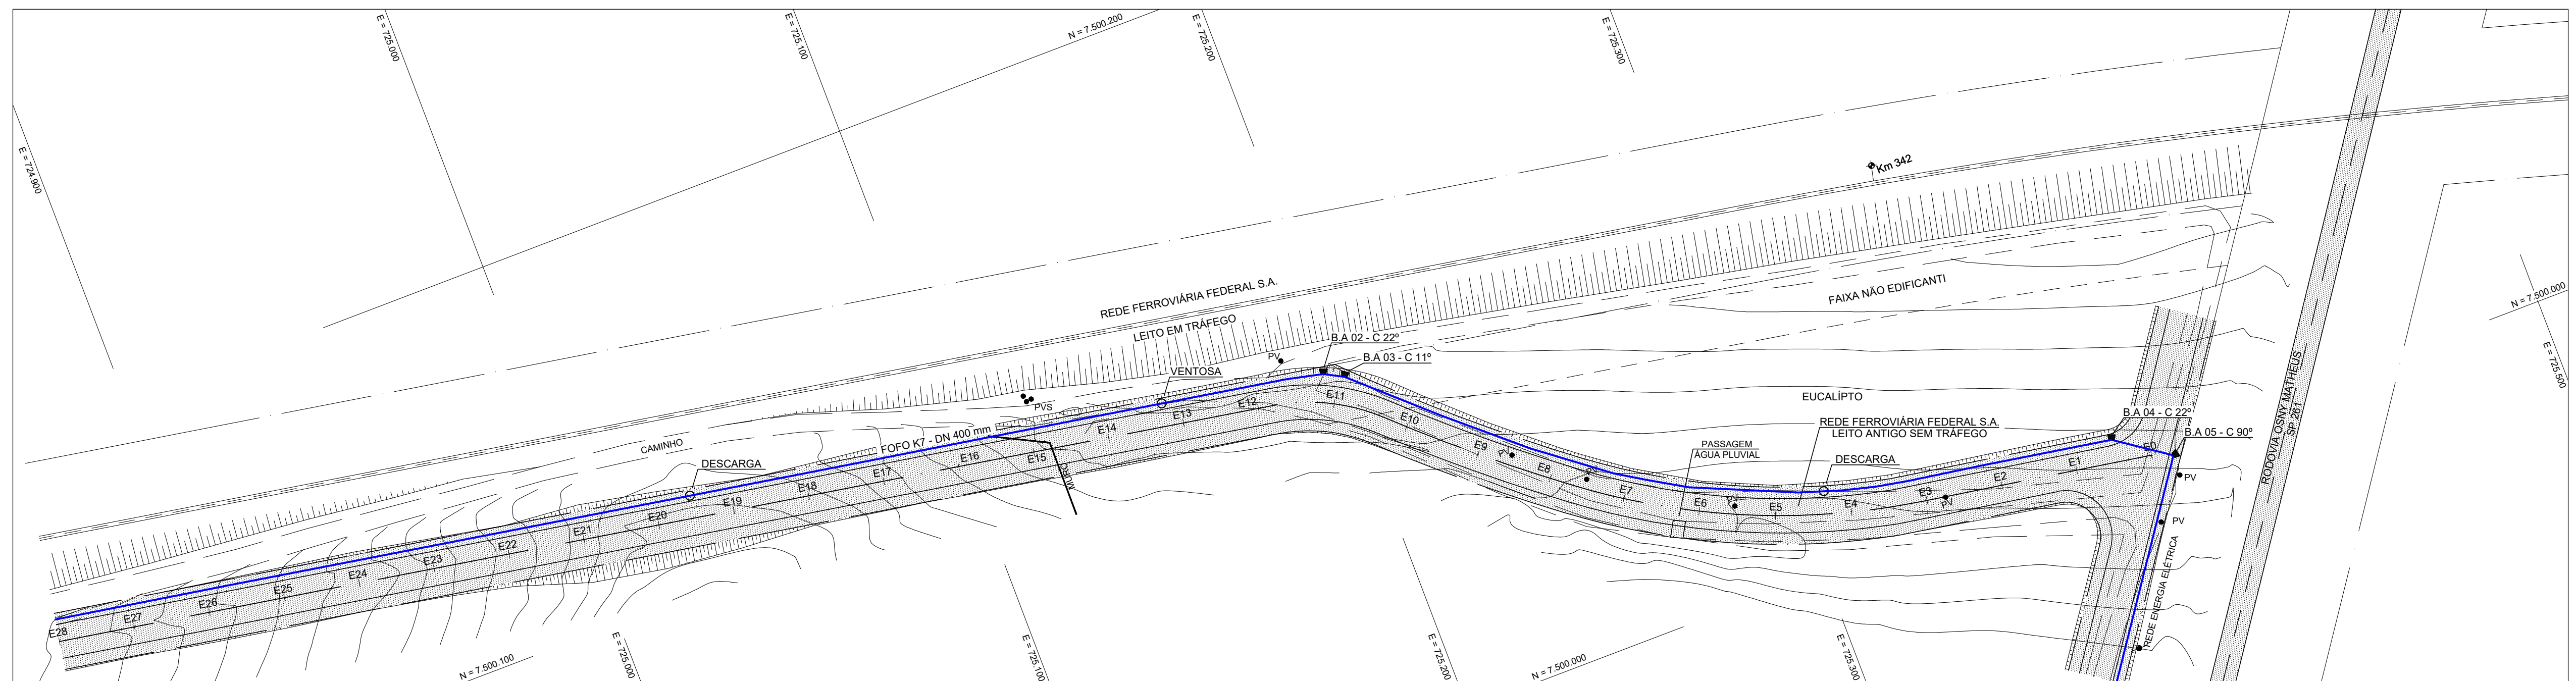 E = 724.900
E = 725.000
E = 725.100
N = 7.500.200
E = 725.200
E = 725.300
Km 342
N = 7.500.000
E = 725.500
REDE FERROVIÁRIA FEDERAL S.A.
LEITO EM TRÁFEGO
FAIXA NÃO EDIFICANTI
EUCALÍPTO
RODOVIA OSNY MATHEUS
SP 261
B.A 02 - C 22º
B.A 03 - C 11º
PV
VENTOSA
PVS
CAMINHO
FOFO K7 - DN 400 mm
DESCARGA
MURO
PASSAGEM
ÁGUA PLUVIAL
REDE FERROVIÁRIA FEDERAL S.A.
LEITO ANTIGO SEM TRÁFEGO
DESCARGA
B.A 04 - C 22º
B.A 05 - C 90º
PV
PV
PV
PV
PV
PV
REDE ENERGIA ELÉTRICA
E28
E27
E26
E25
E24
E23
E22
E21
E20
E19
E18
E17
E16
E15
E14
E13
E12
E11
E10
E9
E8
E7
E6
E5
E4
E3
E2
E1
E0
N = 7.500.100
E = 725.000
E = 725.100
E = 725.200
N = 7.500.000
E = 725.300